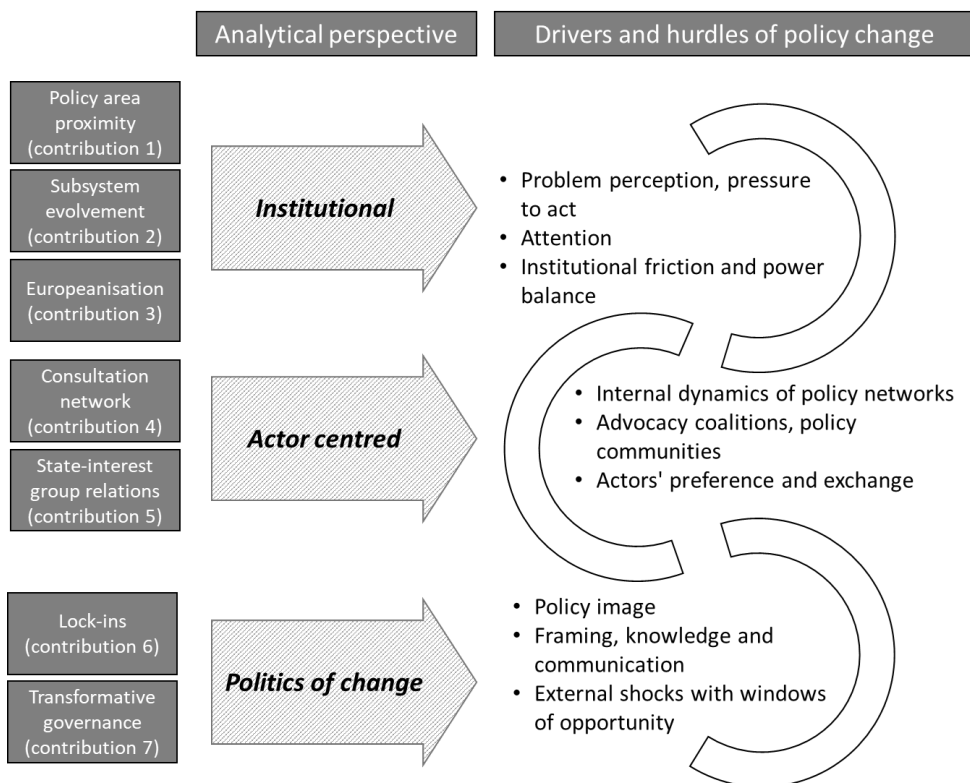 Analytical perspective
Drivers and hurdles of policy change
Policy area
proximity
(contribution 1)
Subsystem
evolvement
(contribution 2)
Europeanisation
(contribution 3)
Institutional
• Problem perception, pressure
to act
• Attention
• Institutional friction and power
balance
Consultation
network
(contribution 4)
State-interest
group relations
(contribution 5)
Actor centred
• Internal dynamics of policy networks
• Advocacy coalitions, policy
communities
• Actors' preference and exchange
Lock-ins
(contribution 6)
Transformative
governance
(contribution 7)
Politics of change
• Policy image
• Framing, knowledge and
communication
• External shocks with windows
of opportunity